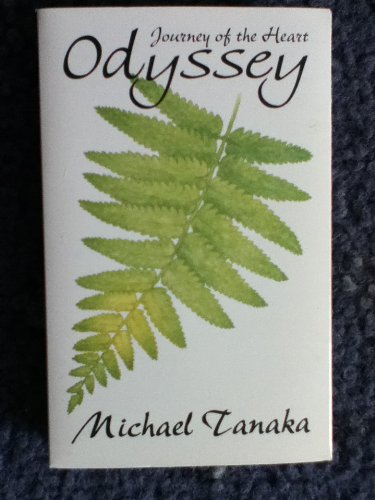 Journey of the Heart
Odyssey
Michael Tanaka